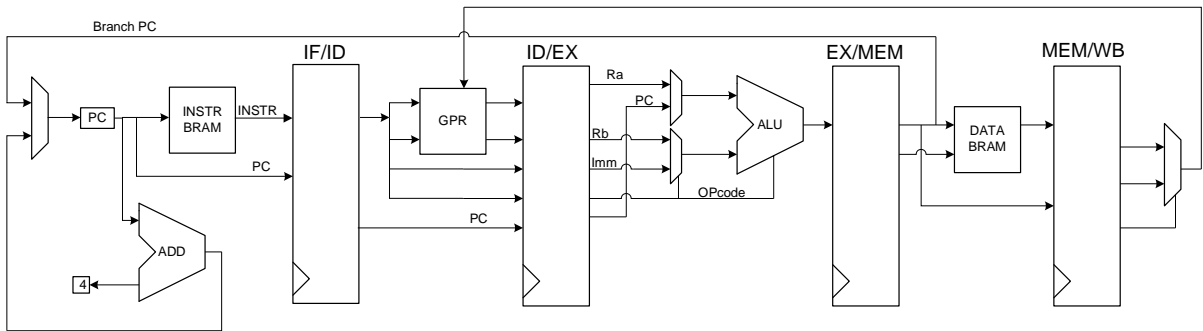 Branch PC
IF/ID
ID/EX
EX/MEM
MEM/WB
PC
INSTR
BRAM
INSTR
PC
GPR
Ra
PC
Rb
Imm
OPcode
ALU
DATA
BRAM
PC
ADD
4